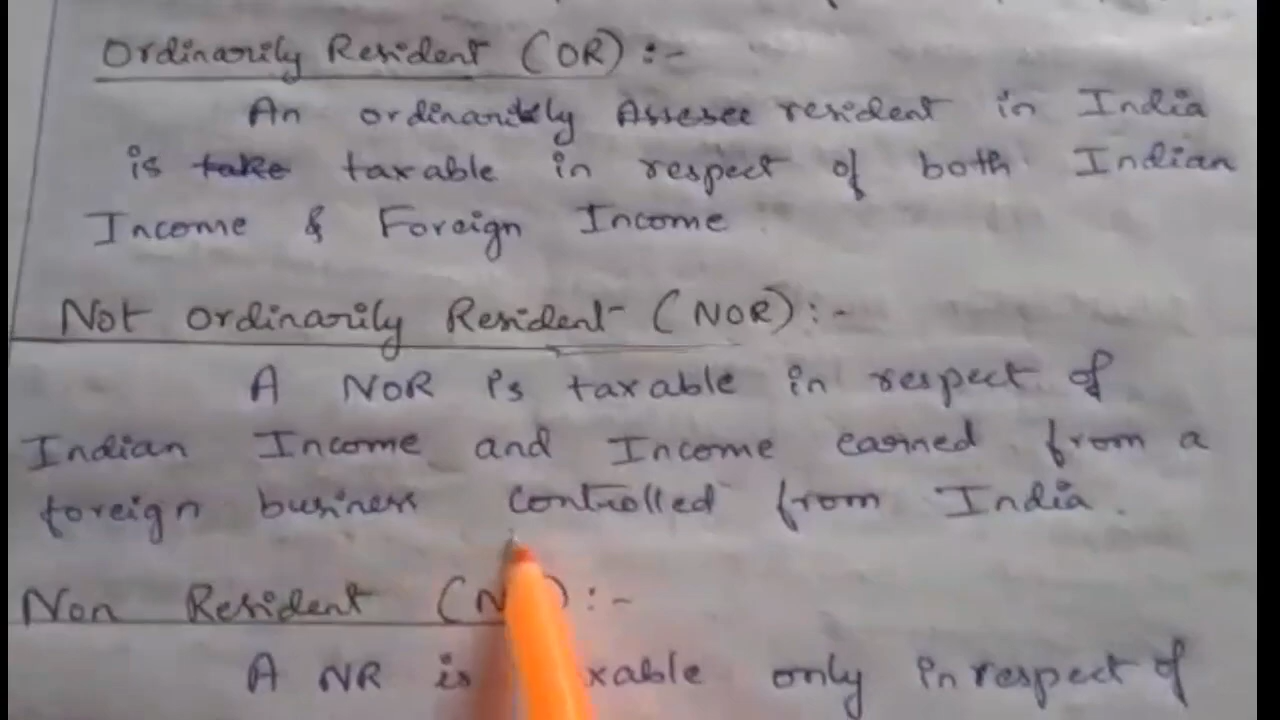 Ordinarily Resident (OR) :-
An ordinarily Assesee resident in India
is take taxable in respect of both Indian
Income & Foreign Income
Not Ordinarily Resident (NOR) :-
A NOR is taxable in respect of
Indian Income and Income earned from a
foreign business controlled from India.
Non Resident (N ) :-
A NR is xable only in respect of